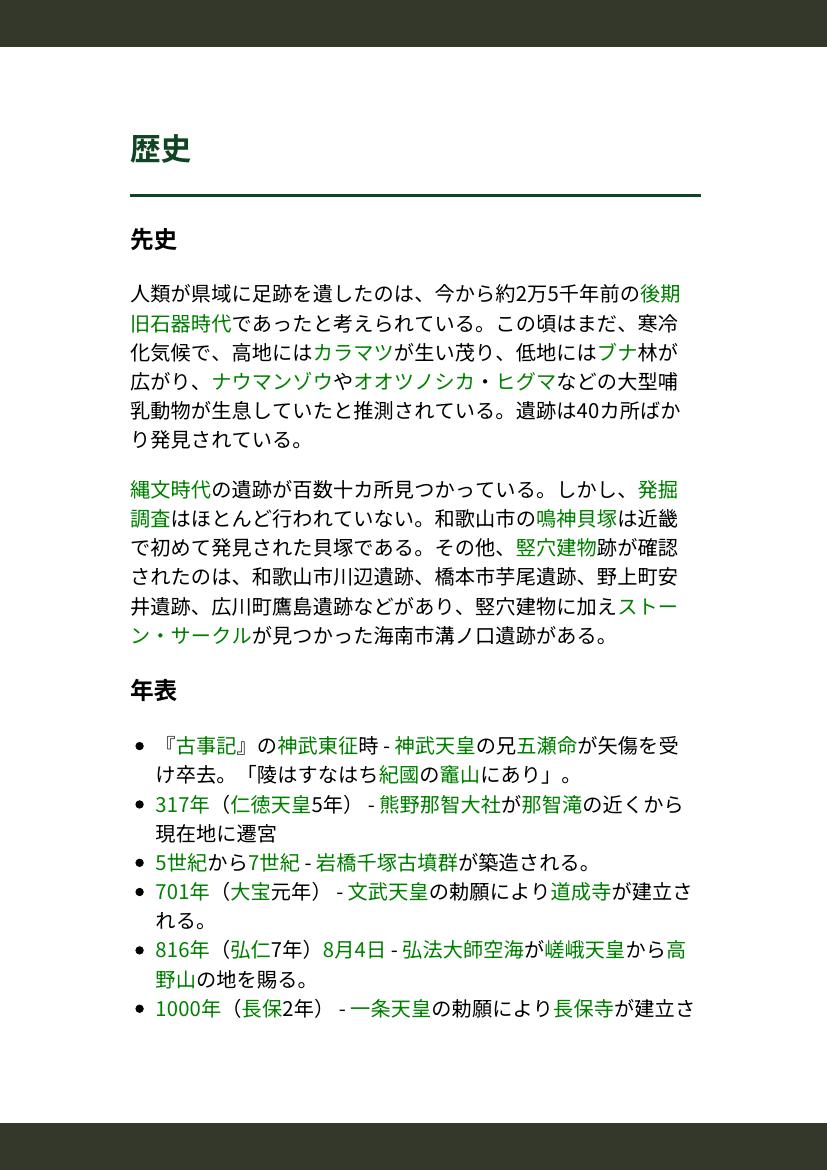 歴史
先史
人類が県域に足跡を遺したのは、今から約2万5千年前の後期
旧石器時代であったと考えられている。この頃はまだ、寒冷
化気候で、高地にはカラマツが生い茂り、低地にはブナ林が
広がり、ナウマンゾウやオオツノシカ・ヒグマなどの大型哺
乳動物が生息していたと推測されている。遺跡は40カ所ばか
り発見されている。
縄文時代の遺跡が百数十カ所見つかっている。しかし、発掘
調査はほとんど行われていない。和歌山市の鳴神貝塚は近畿
で初めて発見された貝塚である。その他、竪穴建物跡が確認
されたのは、和歌山市川辺遺跡、橋本市芋尾遺跡、野上町安
井遺跡、広川町鷹島遺跡などがあり、竪穴建物に加えストー
ン・サークルが見つかった海南市溝ノ口遺跡がある。
年表
• 『古事記』の神武東征時 - 神武天皇の兄五瀬命が矢傷を受
け卒去。「陵はすなはち紀國の竈山にあり」。
• 317年（仁徳天皇5年） - 熊野那智大社が那智滝の近くから
現在地に遷宮
• 5世紀から7世紀 - 岩橋千塚古墳群が築造される。
• 701年（大宝元年） - 文武天皇の勅願により道成寺が建立さ
れる。
• 816年（弘仁7年）8月4日 - 弘法大師空海が嵯峨天皇から高
野山の地を賜る。
• 1000年（長保2年） - 一条天皇の勅願により長保寺が建立さ